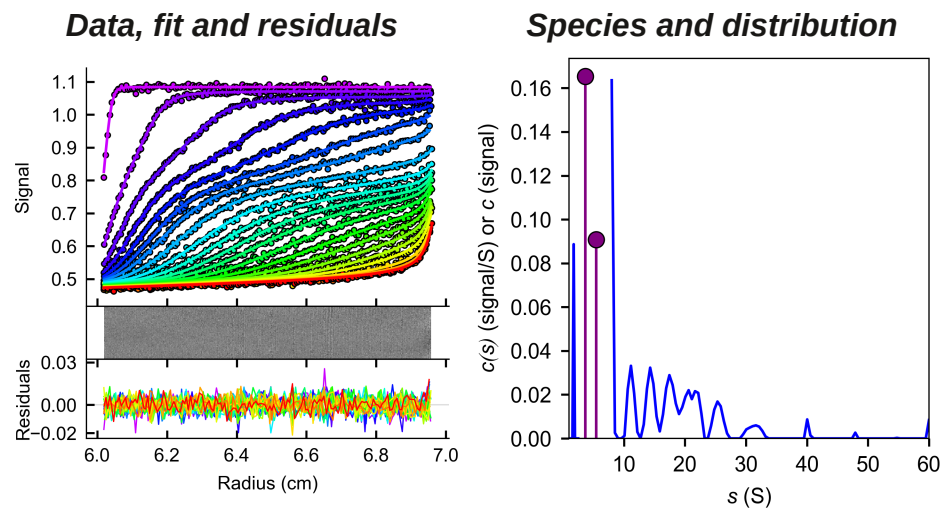 Data, fit and residuals
Species and distribution
1.1
1.0
0.9
0.8
0.7
0.6
0.5
Signal
0.03
0.00
−0.02
Residuals
6.0 6.2 6.4 6.6 6.8 7.0
Radius (cm)
0.16
0.14
0.12
0.10
0.08
0.06
0.04
0.02
0.00
c(s) (signal/S) or c (signal)
10 20 30 40 50 60
s (S)